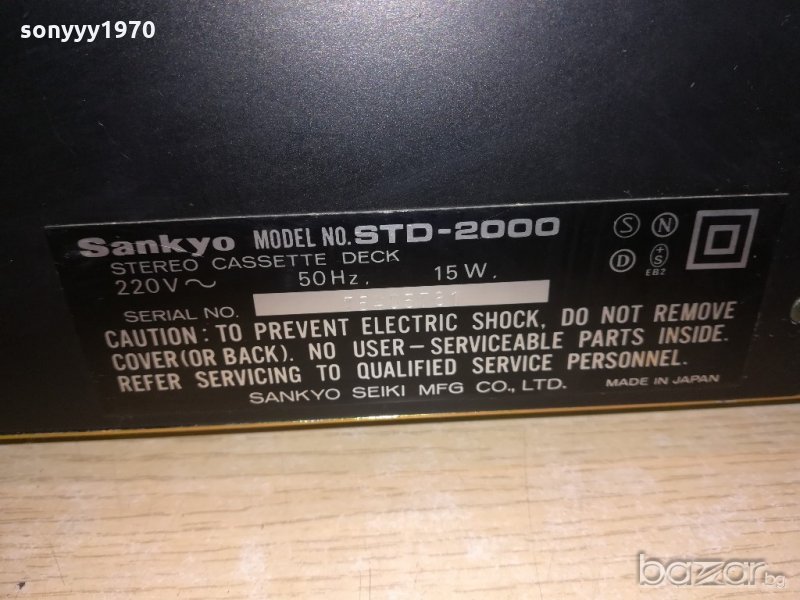 sonyyy1970
Sankyo MODEL NO. STD-2000
STEREO CASSETTE DECK
220V~ 50Hz, 15W,
SERIAL NO.
CAUTION: TO PREVENT ELECTRIC SHOCK, DO NOT REMOVE
COVER (OR BACK). NO USER-SERVICEABLE PARTS INSIDE.
REFER SERVICING TO QUALIFIED SERVICE PERSONNEL.
SANKYO SEIKI MFG CO., LTD. MADE IN JAPAN
S N
D +S
EB2
bazar.bg